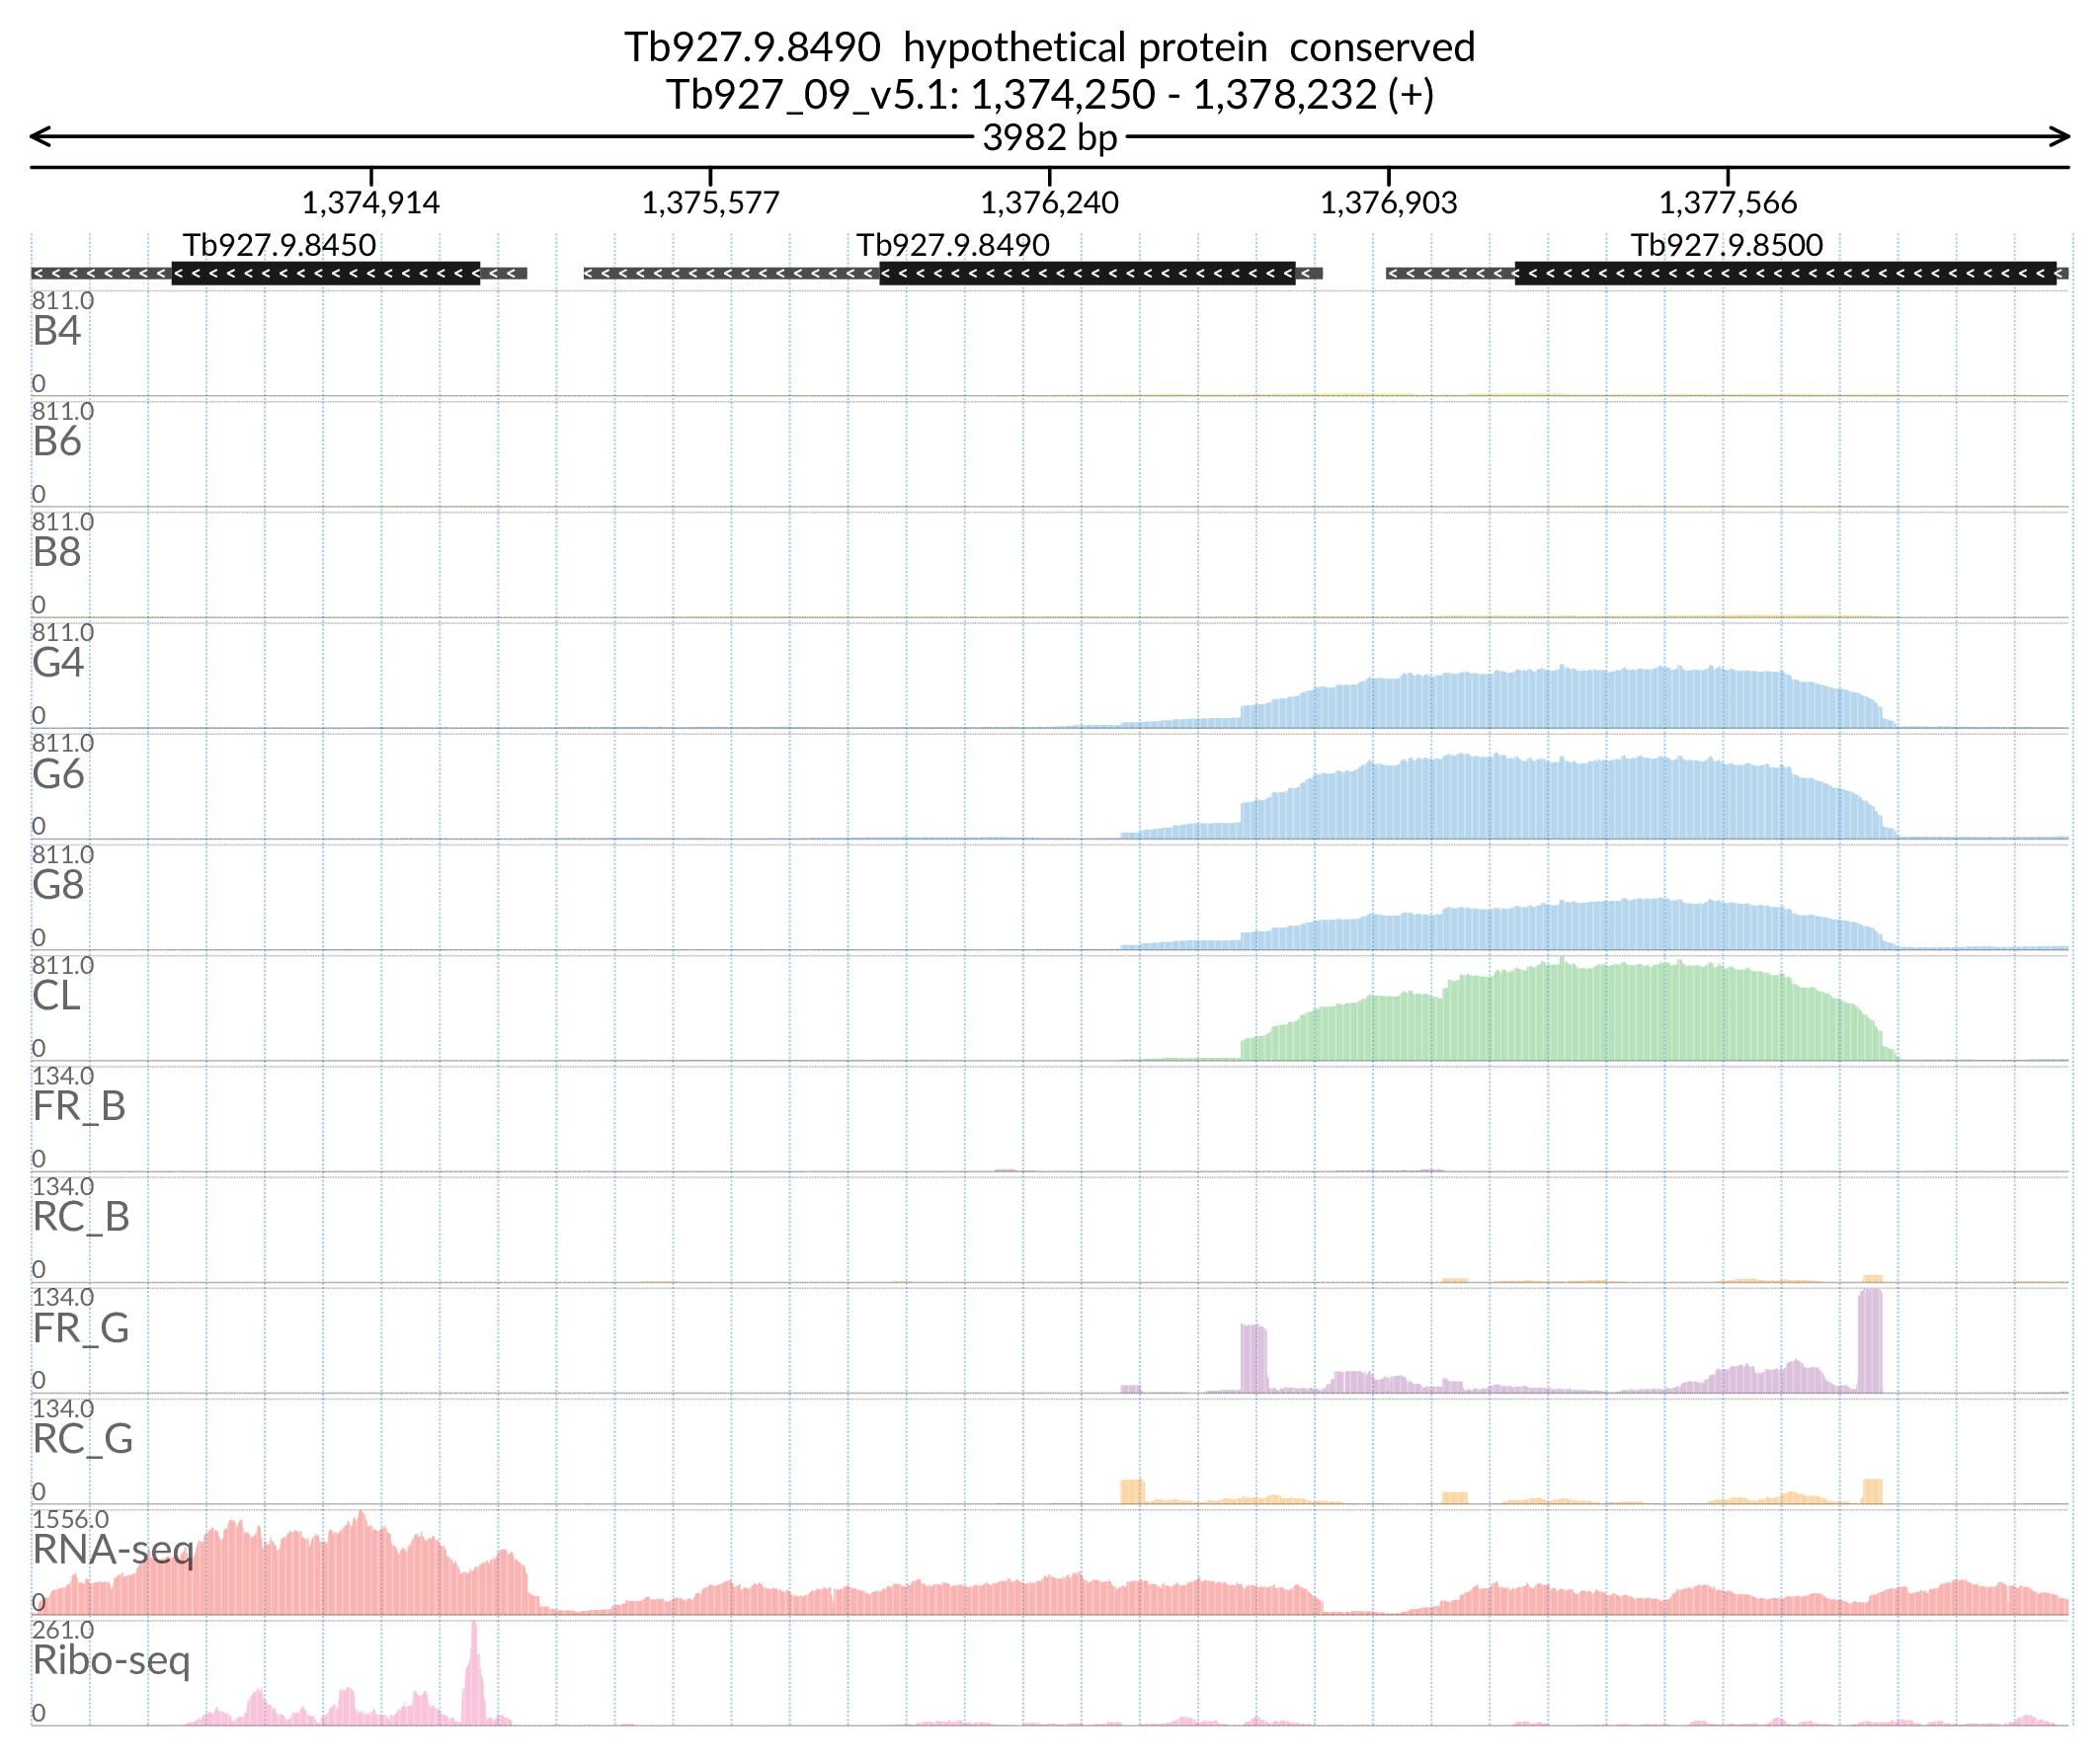 Tb927.9.8490 hypothetical protein conserved
Tb927_09_v5.1: 1,374,250 - 1,378,232 (+)
3982 bp
1,374,914 1,375,577 1,376,240 1,376,903 1,377,566
Tb927.9.8450 Tb927.9.8490 Tb927.9.8500
811.0
B4
0
811.0
B6
0
811.0
B8
0
811.0
G4
0
811.0
G6
0
811.0
G8
0
811.0
CL
0
134.0
FR_B
0
134.0
RC_B
0
134.0
FR_G
0
134.0
RC_G
0
1556.0
RNA-seq
0
261.0
Ribo-seq
0